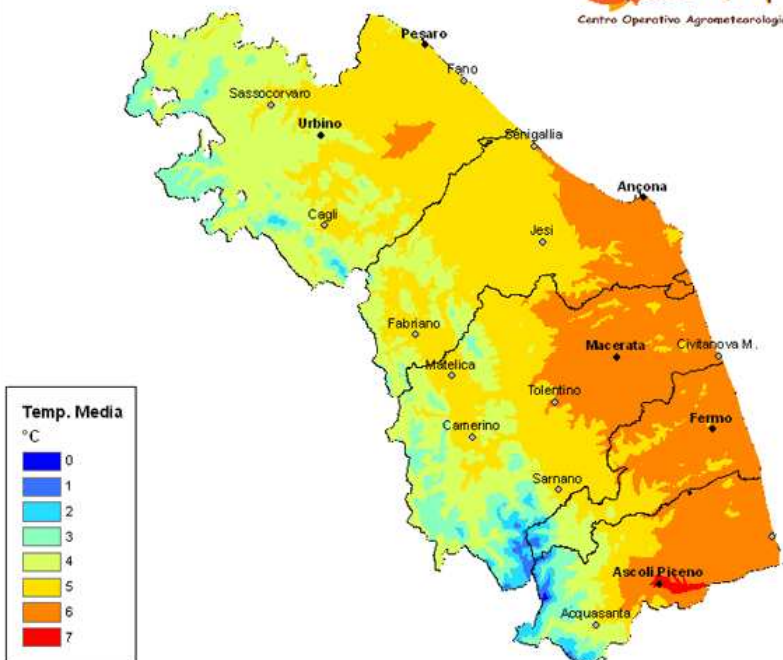 Centro Operativo Agrometeorologi
Pesaro
Fano
Sassocorvaro
Urbino
Senigallia
Ancona
Cagli
Jesi
Fabriano
Macerata
Civitanova M.
Matelica
Tolentino
Camerino
Fermo
Sarnano
Ascoli Piceno
Acquasanta
Temp. Media
°C
0
1
2
3
4
5
6
7